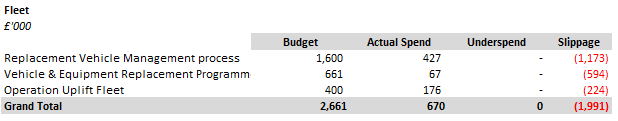 Fleet
£'000
Budget Actual Spend Underspend Slippage
Replacement Vehicle Management process 1,600 427 - (1,173)
Vehicle & Equipment Replacement Programm 661 67 - (594)
Operation Uplift Fleet 400 176 - (224)
Grand Total 2,661 670 0 (1,991)